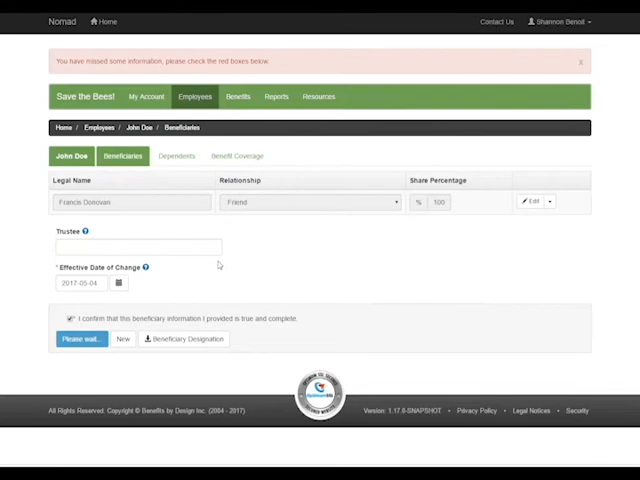 Nomad Home Contact Us Shannon Benoit
You have missed some information, please check the red boxes below. x
Save the Bees! My Account Employees Benefits Reports Resources
Home / Employees / John Doe / Beneficiaries
John Doe Beneficiaries Dependents Benefit Coverage
Legal Name Relationship Share Percentage
Francis Donovan Friend % 100 Edit
Trustee
* Effective Date of Change
2017-05-04
* I confirm that this beneficiary information I provided is true and complete.
Please wait... New Beneficiary Designation
All Rights Reserved. Copyright © Benefits by Design Inc. (2004 - 2017) Version: 1.17.8-SNAPSHOT • Privacy Policy • Legal Notices • Security